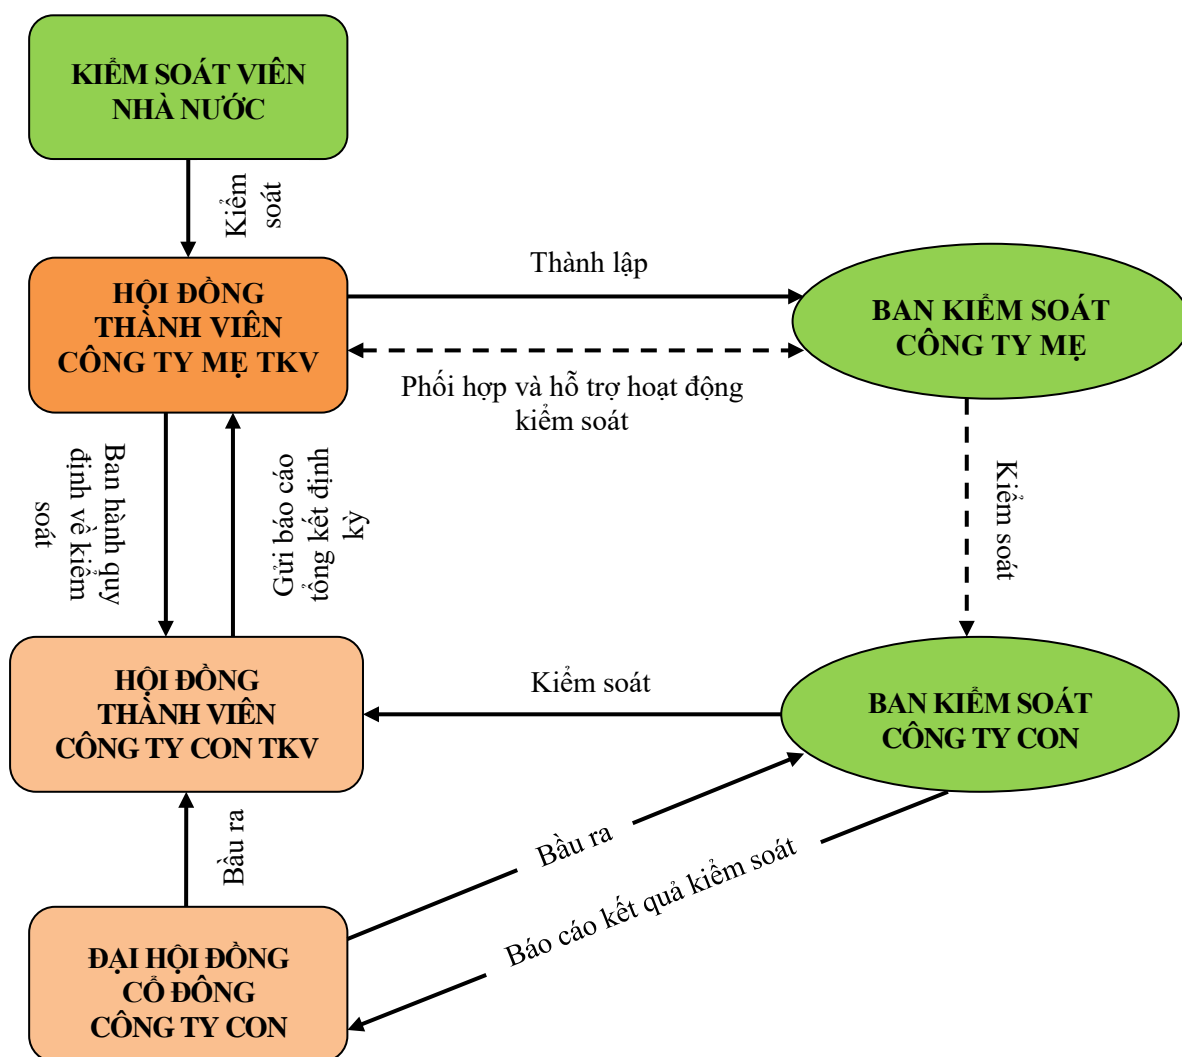 KIỂM SOÁT VIÊN
NHÀ NƯỚC
Kiểm
soát
HỘI ĐỒNG
THÀNH VIÊN
CÔNG TY MẸ TKV
Thành lập
BAN KIỂM SOÁT
CÔNG TY MẸ
Phối hợp và hỗ trợ hoạt động
kiểm soát
Ban hành quy
định về kiểm
soát
Gửi báo cáo
tổng kết định
kỳ
Kiểm soát
HỘI ĐỒNG
THÀNH VIÊN
CÔNG TY CON TKV
Kiểm soát
BAN KIỂM SOÁT
CÔNG TY CON
Bầu ra
Bầu ra
Báo cáo kết quả kiểm soát
ĐẠI HỘI ĐỒNG
CỔ ĐÔNG
CÔNG TY CON